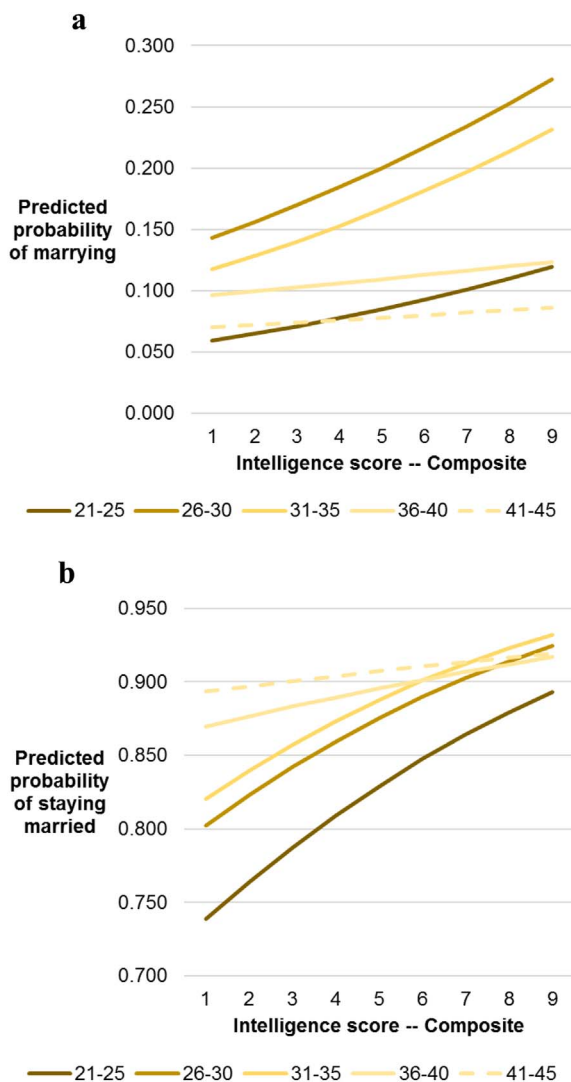 a
0.300
0.250
0.200
Predicted
probability
of marrying
0.150
0.100
0.050
0.000
1 2 3 4 5 6 7 8 9
Intelligence score -- Composite
21-25 26-30 31-35 36-40 41-45
b
0.950
0.900
0.850
Predicted
probability
of staying
married
0.800
0.750
0.700
1 2 3 4 5 6 7 8 9
Intelligence score -- Composite
21-25 26-30 31-35 36-40 41-45